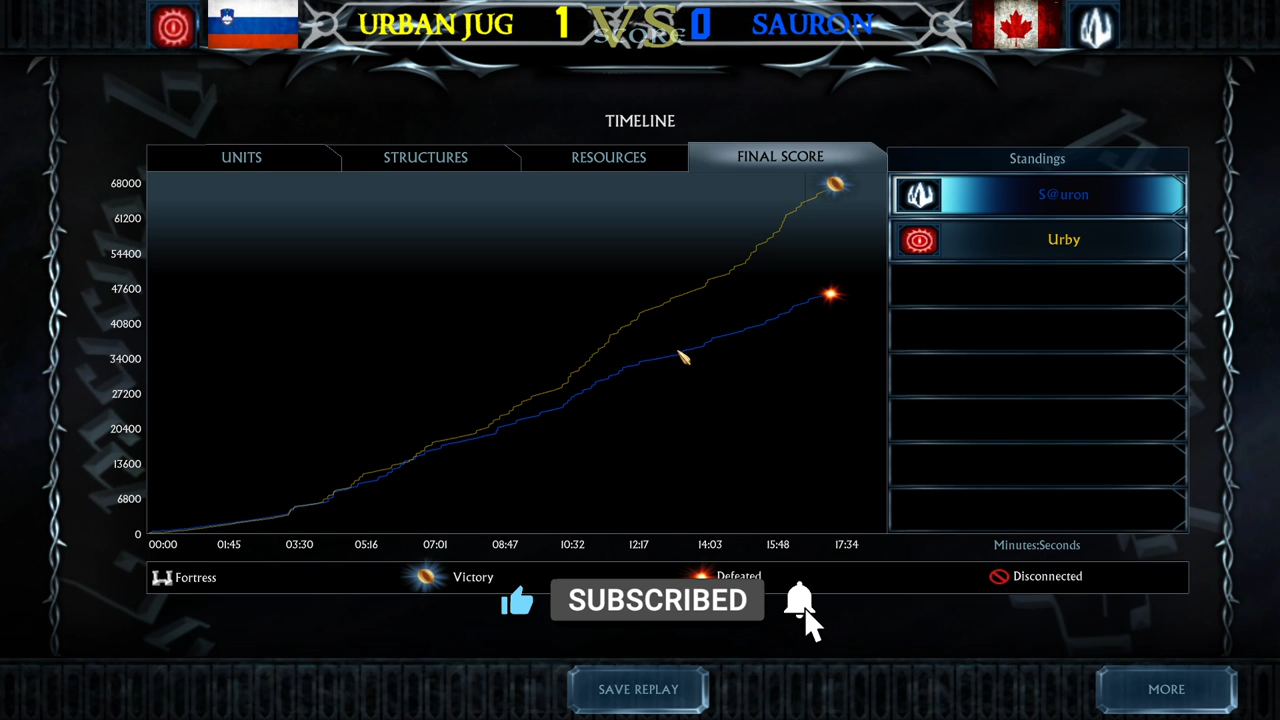 URBAN JUG 1 VS 0 SAURON
SCORE
TIMELINE
UNITS STRUCTURES RESOURCES FINAL SCORE Standings
68000
61200
54400
47600
40800
34000
27200
20400
13600
6800
0
S@uron
Urby
00:00 01:45 03:30 05:16 07:01 08:47 10:32 12:17 14:03 15:48 17:34 Minutes:Seconds
Fortress Victory Defeated Disconnected
SUBSCRIBED
SAVE REPLAY MORE